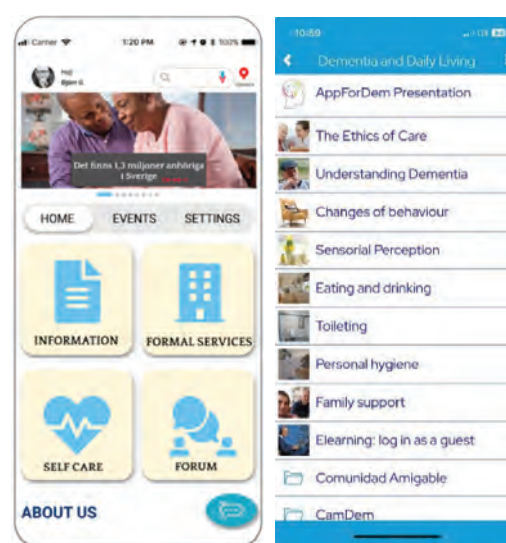 Carrier
1:20 PM
100%
Hej
Björn G.
Det finns 1,3 miljoner anhöriga
i Sverige
HOME
EVENTS
SETTINGS
INFORMATION
FORMAL SERVICES
SELF CARE
FORUM
ABOUT US
10:59
Dementia and Daily Living
AppForDem Presentation
The Ethics of Care
Understanding Dementia
Changes of behaviour
Sensorial Perception
Eating and drinking
Toileting
Personal hygiene
Family support
Elearning: log in as a guest
Comunidad Amigable
CamDem